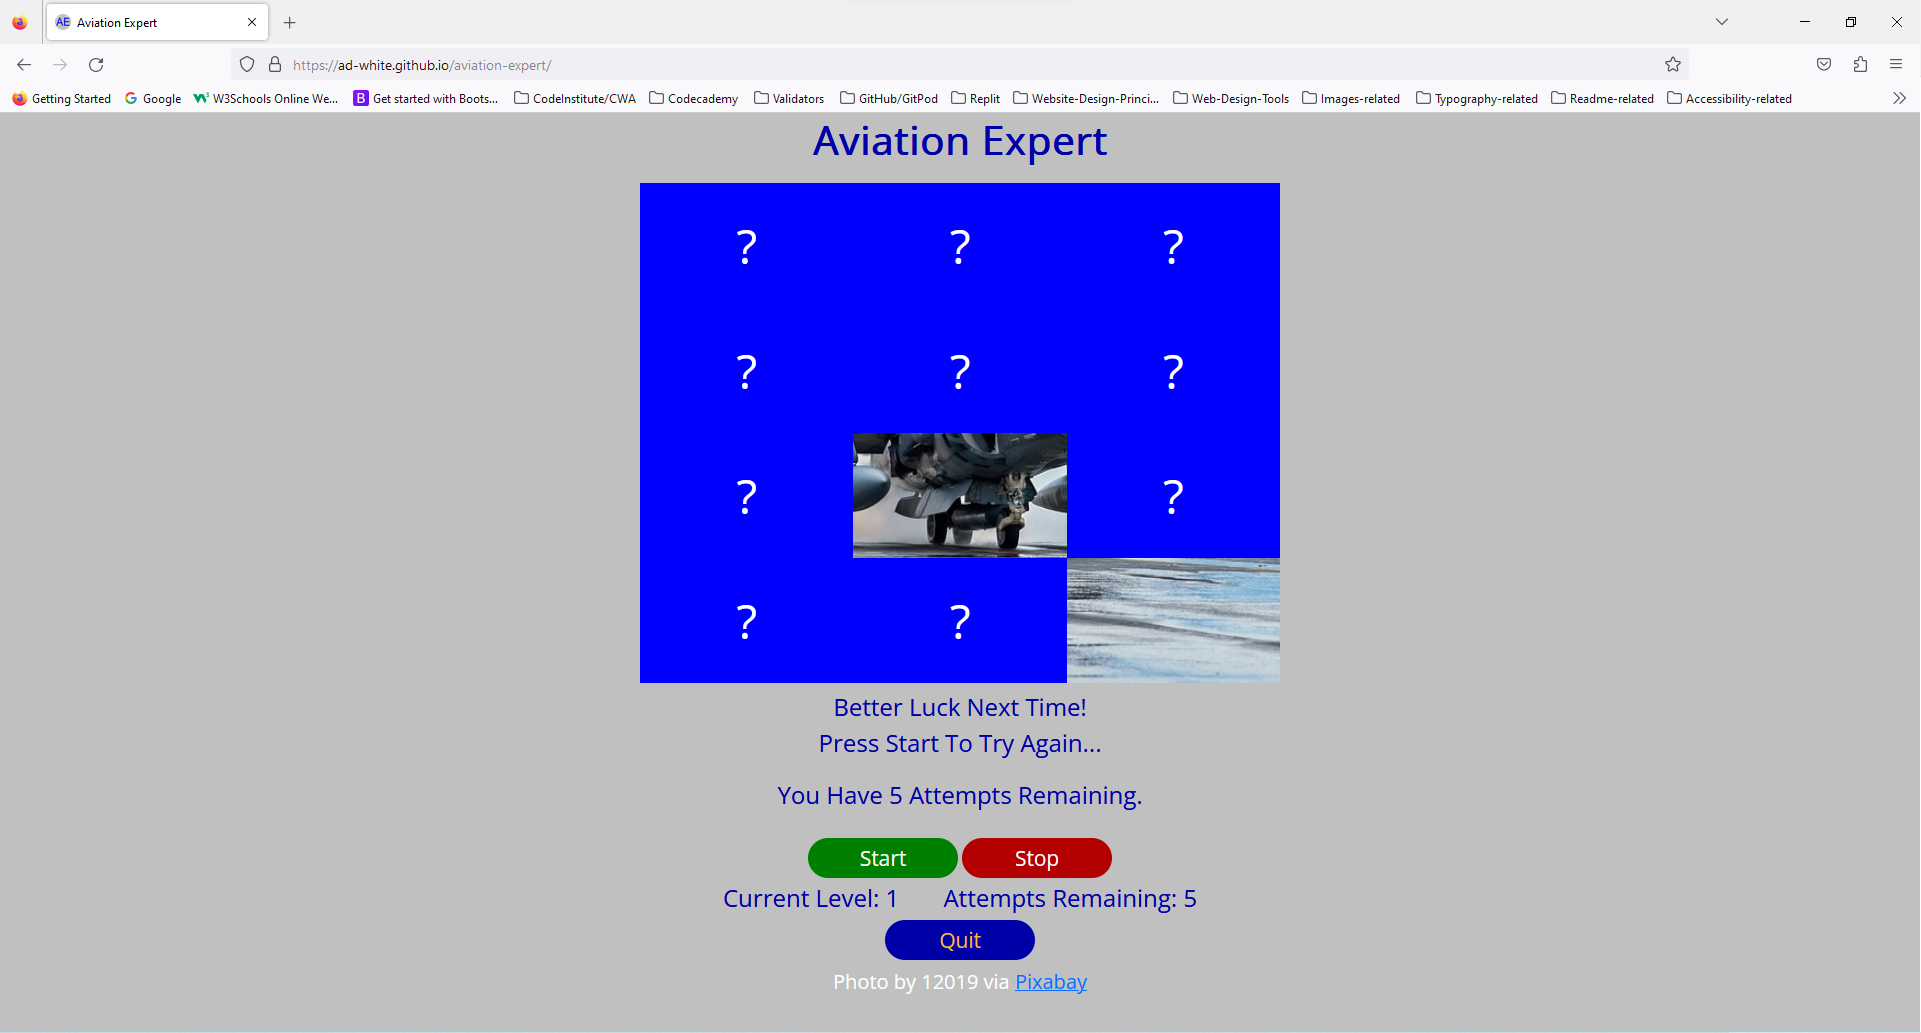 AE Aviation Expert
https://ad-white.github.io/aviation-expert/
Getting Started Google W3Schools Online We... B Get started with Boots... CodeInstitute/CWA Codecademy Validators GitHub/GitPod Replit Website-Design-Princi... Web-Design-Tools Images-related Typography-related Readme-related Accessibility-related
Aviation Expert
? ? ?
? ? ?
? ?
? ?
Better Luck Next Time!
Press Start To Try Again...
You Have 5 Attempts Remaining.
Start Stop
Current Level: 1 Attempts Remaining: 5
Quit
Photo by 12019 via Pixabay